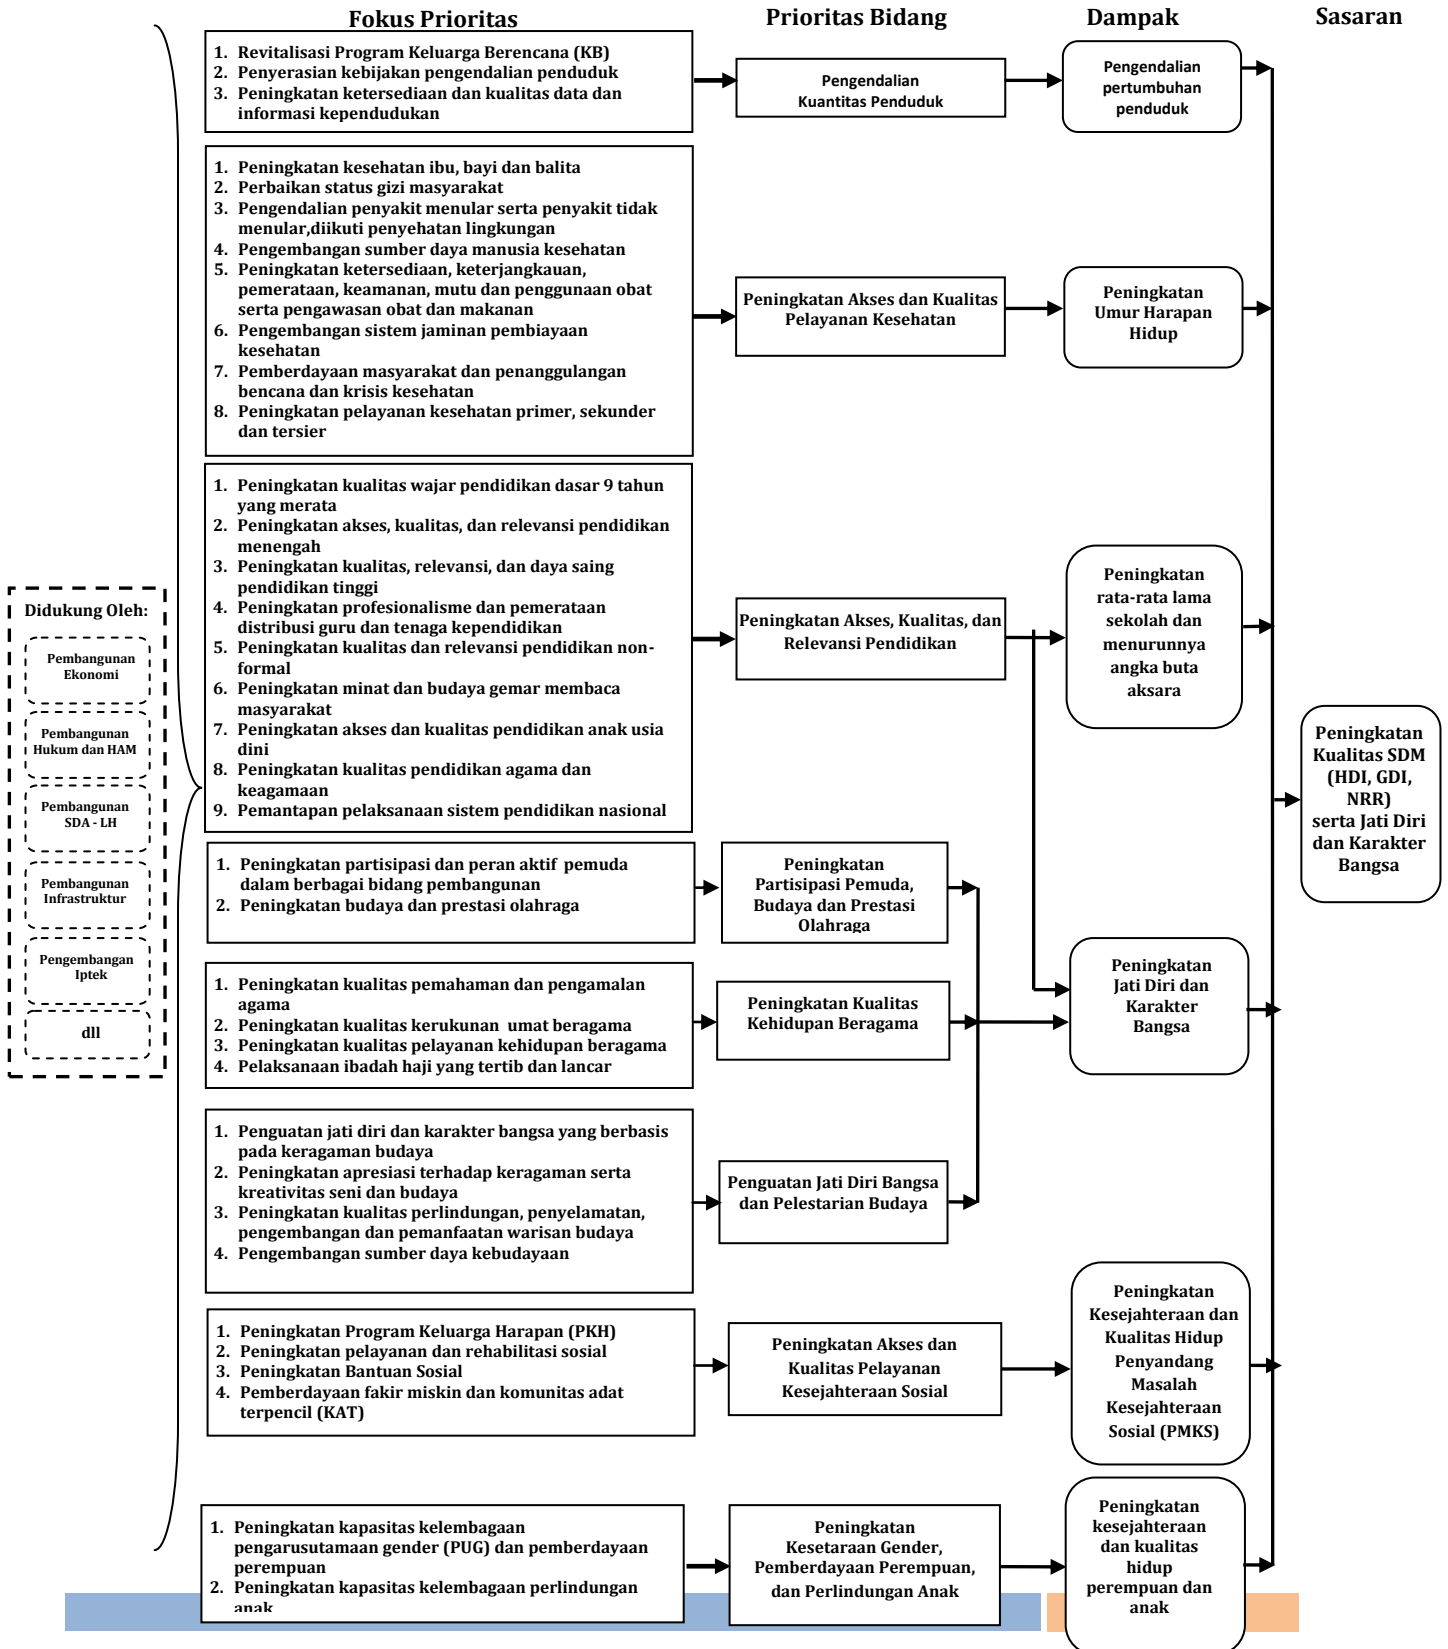 Fokus Prioritas
Prioritas Bidang
Dampak
Sasaran
1. Revitalisasi Program Keluarga Berencana (KB)
2. Penyerasian kebijakan pengendalian penduduk
3. Peningkatan ketersediaan dan kualitas data dan
informasi kependudukan
Pengendalian
Kuantitas Penduduk
Pengendalian
pertumbuhan
penduduk
1. Peningkatan kesehatan ibu, bayi dan balita
2. Perbaikan status gizi masyarakat
3. Pengendalian penyakit menular serta penyakit tidak
menular,diikuti penyehatan lingkungan
4. Pengembangan sumber daya manusia kesehatan
5. Peningkatan ketersediaan, keterjangkauan,
pemerataan, keamanan, mutu dan penggunaan obat
serta pengawasan obat dan makanan
6. Pengembangan sistem jaminan pembiayaan
kesehatan
7. Pemberdayaan masyarakat dan penanggulangan
bencana dan krisis kesehatan
8. Peningkatan pelayanan kesehatan primer, sekunder
dan tersier
Peningkatan Akses dan Kualitas
Pelayanan Kesehatan
Peningkatan
Umur Harapan
Hidup
1. Peningkatan kualitas wajar pendidikan dasar 9 tahun
yang merata
2. Peningkatan akses, kualitas, dan relevansi pendidikan
menengah
3. Peningkatan kualitas, relevansi, dan daya saing
pendidikan tinggi
4. Peningkatan profesionalisme dan pemerataan
distribusi guru dan tenaga kependidikan
5. Peningkatan kualitas dan relevansi pendidikan non-
formal
6. Peningkatan minat dan budaya gemar membaca
masyarakat
7. Peningkatan akses dan kualitas pendidikan anak usia
dini
8. Peningkatan kualitas pendidikan agama dan
keagamaan
9. Pemantapan pelaksanaan sistem pendidikan nasional
Peningkatan Akses, Kualitas, dan
Relevansi Pendidikan
Peningkatan
rata-rata lama
sekolah dan
menurunnya
angka buta
aksara
Didukung Oleh:
Pembangunan
Ekonomi
Pembangunan
Hukum dan HAM
Pembangunan
SDA - LH
Pembangunan
Infrastruktur
Pengembangan
Iptek
dll
Peningkatan
Kualitas SDM
(HDI, GDI,
NRR)
serta Jati Diri
dan Karakter
Bangsa
1. Peningkatan partisipasi dan peran aktif pemuda
dalam berbagai bidang pembangunan
2. Peningkatan budaya dan prestasi olahraga
Peningkatan
Partisipasi Pemuda,
Budaya dan Prestasi
Olahraga
1. Peningkatan kualitas pemahaman dan pengamalan
agama
2. Peningkatan kualitas kerukunan umat beragama
3. Peningkatan kualitas pelayanan kehidupan beragama
4. Pelaksanaan ibadah haji yang tertib dan lancar
Peningkatan Kualitas
Kehidupan Beragama
Peningkatan
Jati Diri dan
Karakter
Bangsa
1. Penguatan jati diri dan karakter bangsa yang berbasis
pada keragaman budaya
2. Peningkatan apresiasi terhadap keragaman serta
kreativitas seni dan budaya
3. Peningkatan kualitas perlindungan, penyelamatan,
pengembangan dan pemanfaatan warisan budaya
4. Pengembangan sumber daya kebudayaan
Penguatan Jati Diri Bangsa
dan Pelestarian Budaya
1. Peningkatan Program Keluarga Harapan (PKH)
2. Peningkatan pelayanan dan rehabilitasi sosial
3. Peningkatan Bantuan Sosial
4. Pemberdayaan fakir miskin dan komunitas adat
terpencil (KAT)
Peningkatan Akses dan
Kualitas Pelayanan
Kesejahteraan Sosial
Peningkatan
Kesejahteraan dan
Kualitas Hidup
Penyandang
Masalah
Kesejahteraan
Sosial (PMKS)
1. Peningkatan kapasitas kelembagaan
pengarusutamaan gender (PUG) dan pemberdayaan
perempuan
2. Peningkatan kapasitas kelembagaan perlindungan
anak
Peningkatan
Kesetaraan Gender,
Pemberdayaan Perempuan,
dan Perlindungan Anak
Peningkatan
kesejahteraan
dan kualitas
hidup
perempuan dan
anak